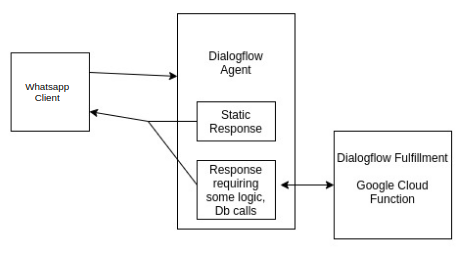 Whatsapp
Client
Dialogflow
Agent
Static
Response
Response
requiring
some logic,
Db calls
Dialogflow Fulfillment
Google Cloud
Function